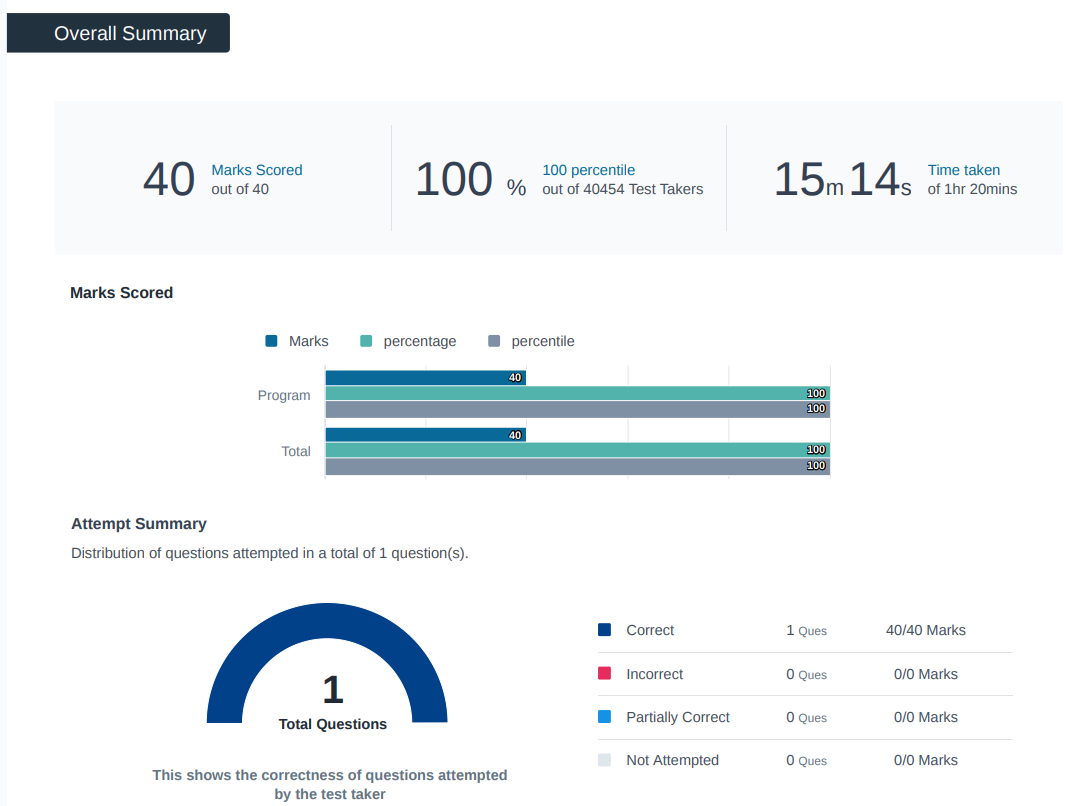 Overall Summary
40 Marks Scored out of 40
100 % 100 percentile out of 40454 Test Takers
15m 14s Time taken of 1hr 20mins
Marks Scored
Marks percentage percentile
Program 40 100 100
Total 40 100 100
Attempt Summary
Distribution of questions attempted in a total of 1 question(s).
1
Total Questions
This shows the correctness of questions attempted
by the test taker
Correct 1 Ques 40/40 Marks
Incorrect 0 Ques 0/0 Marks
Partially Correct 0 Ques 0/0 Marks
Not Attempted 0 Ques 0/0 Marks